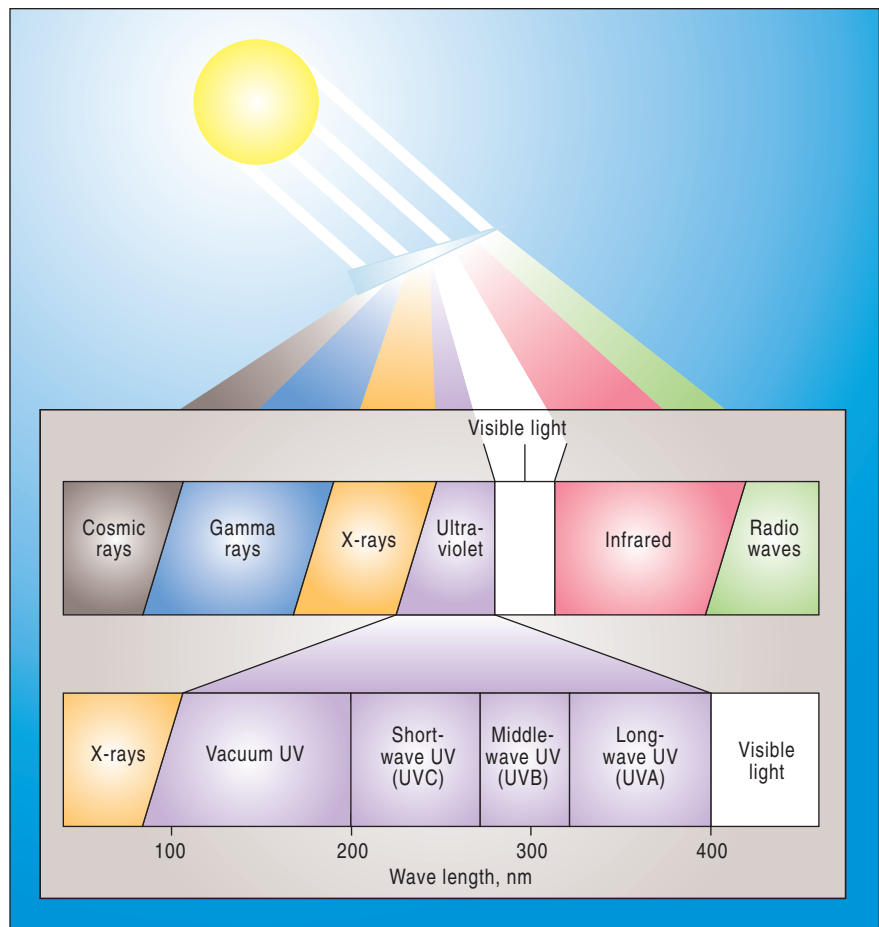 Visible light
Cosmic
rays
Gamma
rays
X-rays
Ultra-
violet
Infrared
Radio
waves
X-rays
Vacuum UV
Short-
wave UV
(UVC)
Middle-
wave UV
(UVB)
Long-
wave UV
(UVA)
Visible
light
100
200
300
400
Wave length, nm